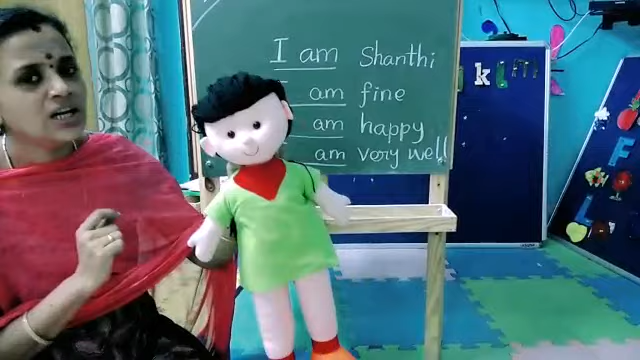 I am Shanthi
I am fine
am happy
am very well
k l m
F
L